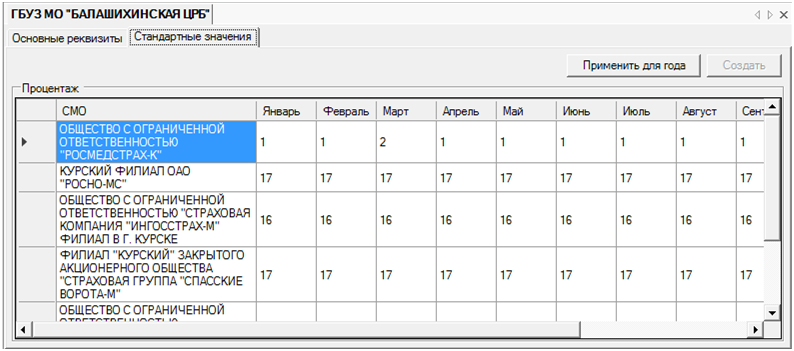 ГБУЗ МО "БАЛАШИХИНСКАЯ ЦРБ"
Основные реквизиты Стандартные значения
Применить для года Создать
Процентаж
СМО Январь Февраль Март Апрель Май Июнь Июль Август Сент
ОБЩЕСТВО С ОГРАНИЧЕННОЙ
ОТВЕТСТВЕННОСТЬЮ
"РОСМЕДСТРАХ-К"
1 1 2 1 1 1 1 1 1
КУРСКИЙ ФИЛИАЛ ОАО
"РОСНО-МС"
17 17 17 17 17 17 17 17 17
ОБЩЕСТВО С ОГРАНИЧЕННОЙ
ОТВЕТСТВЕННОСТЬЮ "СТРАХОВАЯ
КОМПАНИЯ "ИНГОССТРАХ-М"
ФИЛИАЛ В Г. КУРСКЕ
16 16 16 16 16 16 16 16 16
ФИЛИАЛ "КУРСКИЙ" ЗАКРЫТОГО
АКЦИОНЕРНОГО ОБЩЕСТВА
"СТРАХОВАЯ ГРУППА "СПАССКИЕ
ВОРОТА-М"
17 17 17 17 17 17 17 17 17
ОБЩЕСТВО С ОГРАНИЧЕННОЙ
ОТВЕТСТВЕННОСТЬЮ